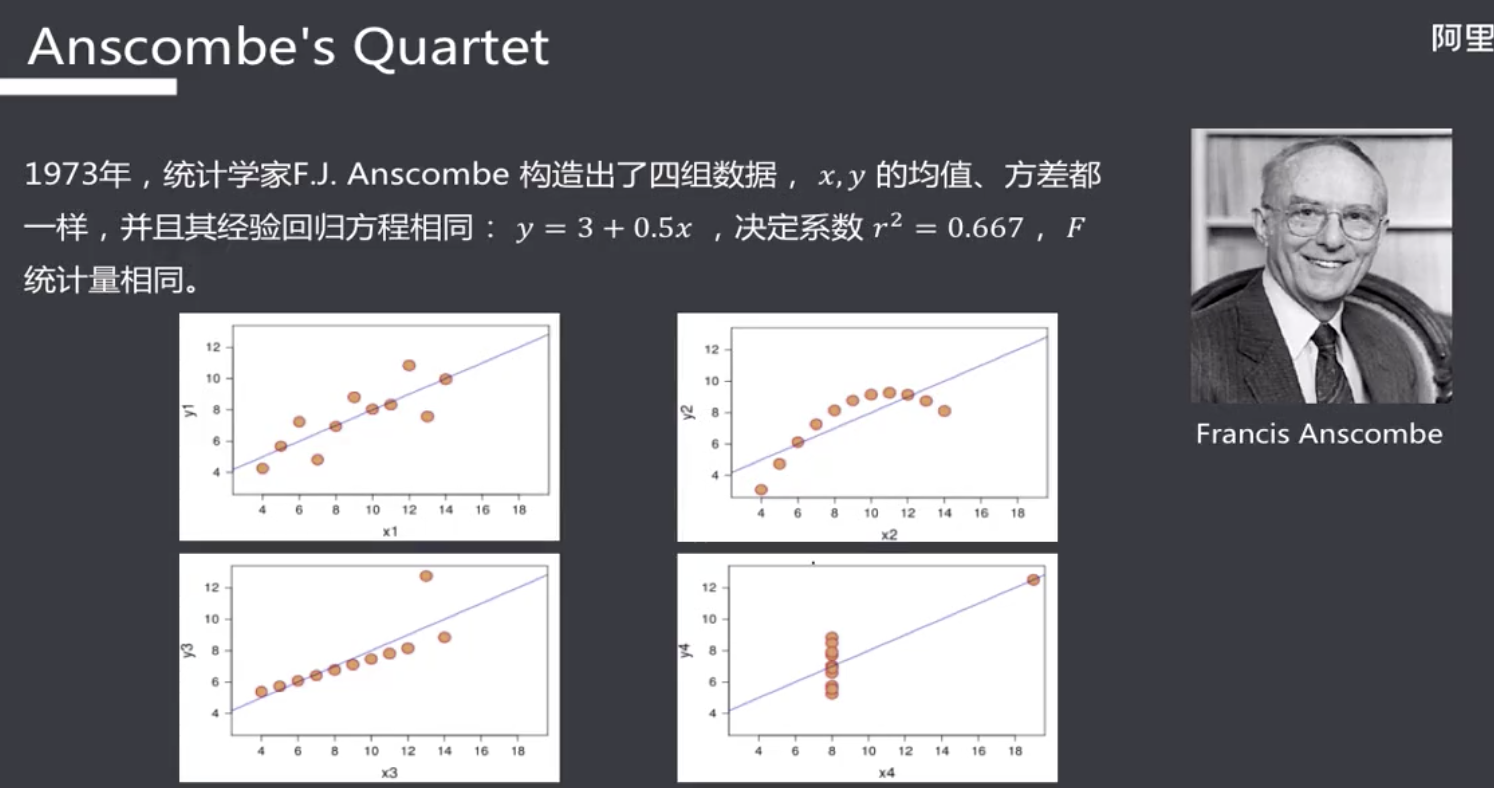 Anscombe's Quartet
阿里
1973年，统计学家F.J. Anscombe 构造出了四组数据， x, y 的均值、方差都
一样，并且其经验回归方程相同： y = 3 + 0.5x ，决定系数 r² = 0.667， F
统计量相同。
Francis Anscombe
12
10
8
6
4
y1
4 6 8 10 12 14 16 18
x1
12
10
8
6
4
y2
4 6 8 10 12 14 16 18
x2
12
10
8
6
4
y3
4 6 8 10 12 14 16 18
x3
12
10
8
6
4
y4
4 6 8 10 12 14 16 18
x4